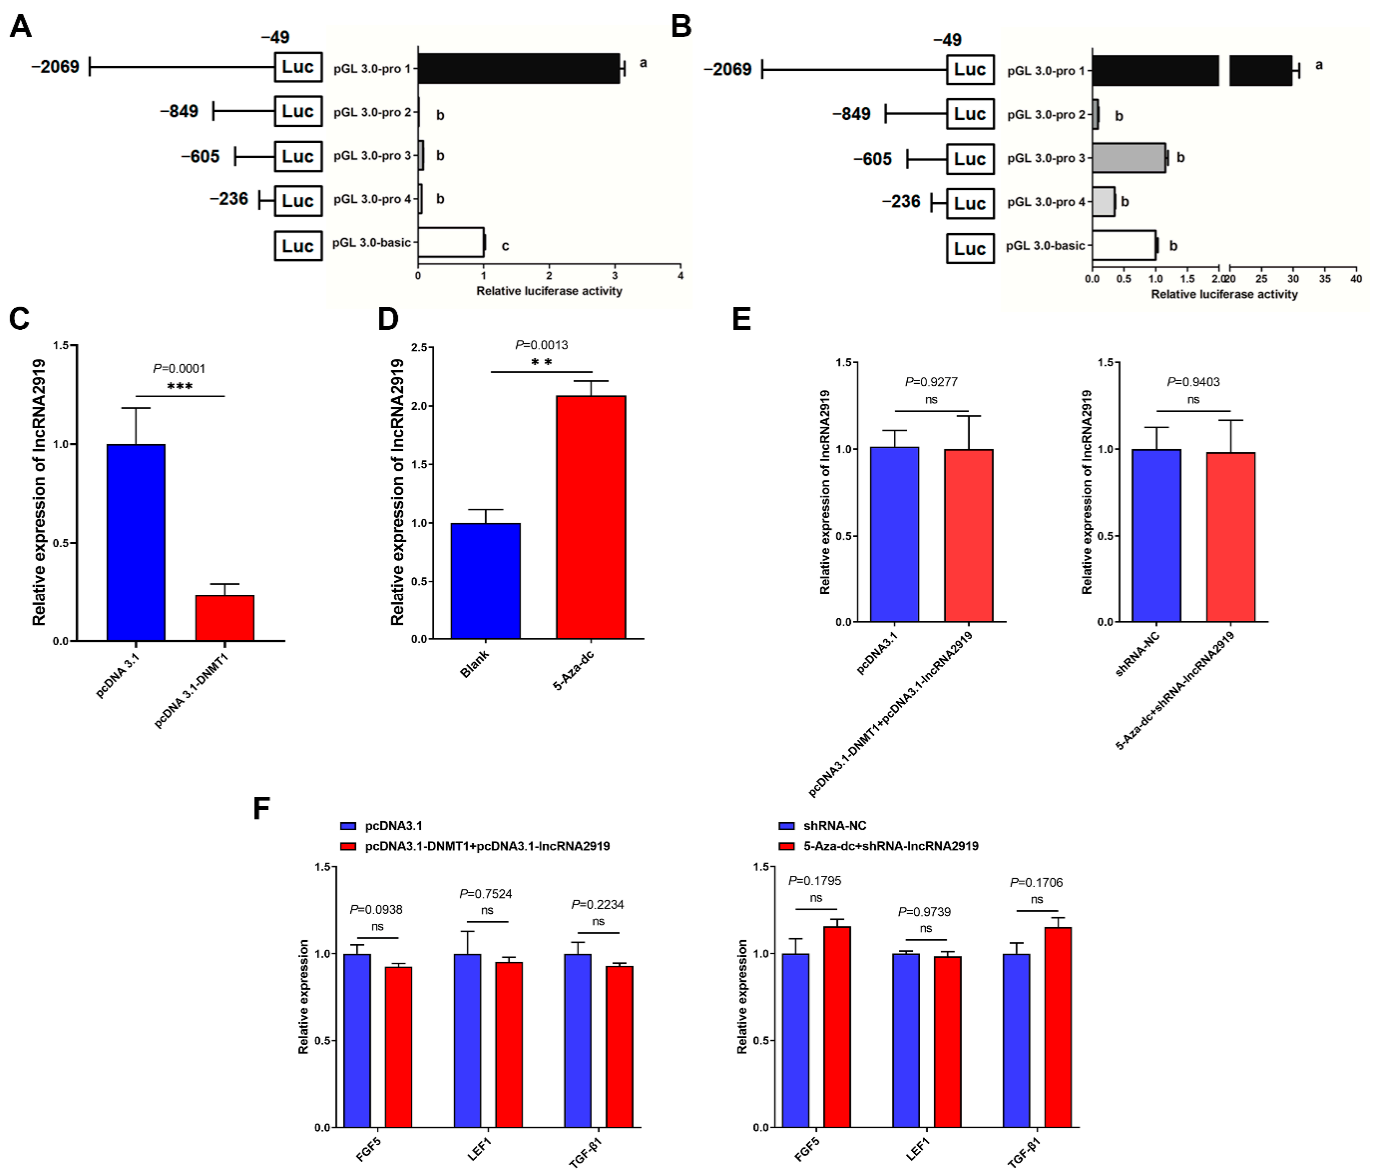 A
−49
−2069
Luc
pGL 3.0-pro 1
a
−849
Luc
pGL 3.0-pro 2
b
−605
Luc
pGL 3.0-pro 3
b
−236
Luc
pGL 3.0-pro 4
b
Luc
pGL 3.0-basic
c
0 1 2 3 4
Relative luciferase activity
B
−49
−2069
Luc
pGL 3.0-pro 1
a
−849
Luc
pGL 3.0-pro 2
b
−605
Luc
pGL 3.0-pro 3
b
−236
Luc
pGL 3.0-pro 4
b
Luc
pGL 3.0-basic
b
0.0 0.5 1.0 1.5 2.0 20 25 30 35 40
Relative luciferase activity
C
Relative expression of lncRNA2919
1.5
1.0
0.5
0.0
P=0.0001
***
pcDNA 3.1
pcDNA 3.1-DNMT1
D
Relative expression of lncRNA2919
2.5
2.0
1.5
1.0
0.5
0.0
P=0.0013
**
Blank
5-Aza-dc
E
Relative expression of lncRNA2919
1.5
1.0
0.5
0.0
P=0.9277
ns
pcDNA3.1
pcDNA3.1-DNMT1+pcDNA3.1-lncRNA2919
Relative expression of lncRNA2919
1.5
1.0
0.5
0.0
P=0.9403
ns
shRNA-NC
5-Aza-dc+shRNA-lncRNA2919
F
pcDNA3.1
pcDNA3.1-DNMT1+pcDNA3.1-lncRNA2919
Relative expression
1.5
1.0
0.5
0.0
P=0.0938
ns
P=0.7524
ns
P=0.2234
ns
FGF5
LEF1
TGF-β1
shRNA-NC
5-Aza-dc+shRNA-lncRNA2919
Relative expression
1.5
1.0
0.5
0.0
P=0.1795
ns
P=0.9739
ns
P=0.1706
ns
FGF5
LEF1
TGF-β1